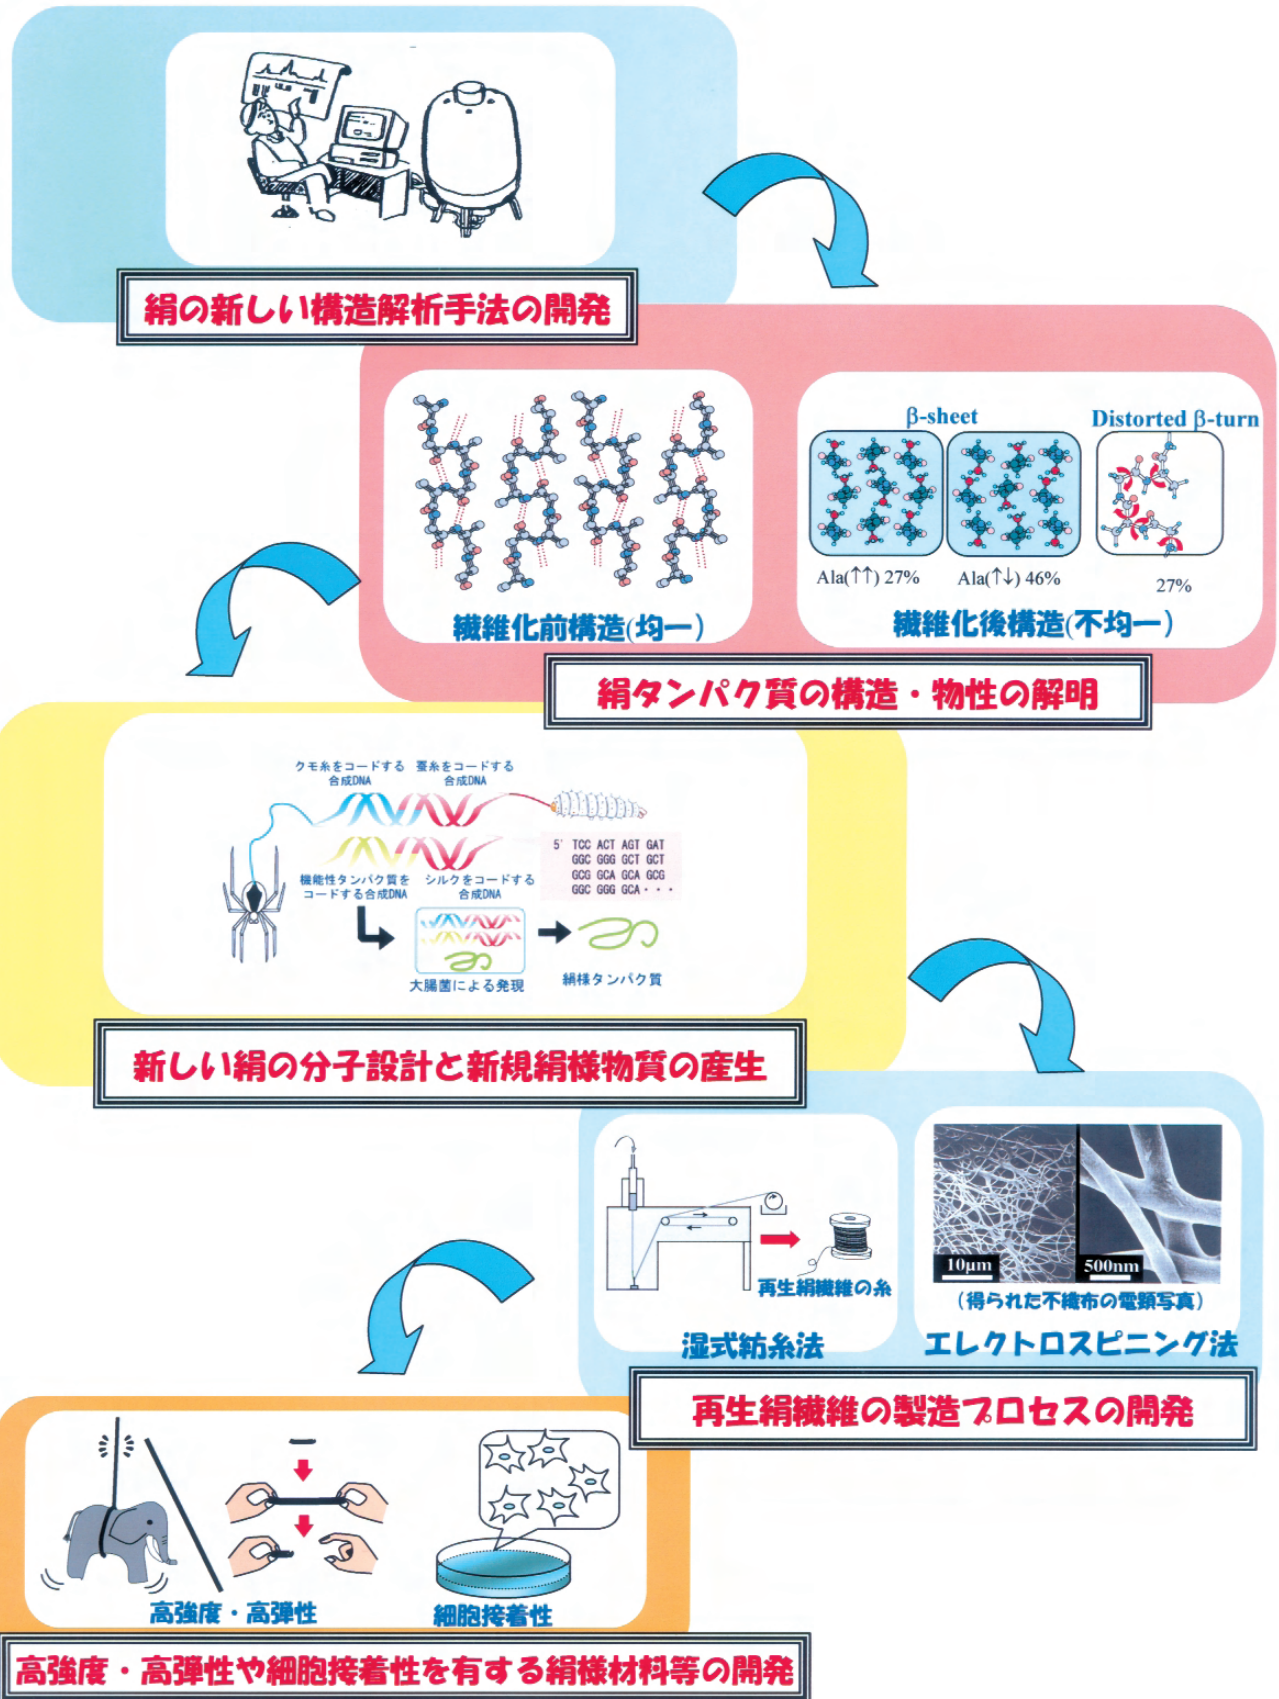 絹の新しい構造解析手法の開発
β-sheet
Distorted β-turn
Ala(↑↑) 27%
Ala(↑↓) 46%
27%
繊維化前構造(均一)
繊維化後構造(不均一)
絹タンパク質の構造・物性の解明
クモ糸をコードする
合成DNA
蚕糸をコードする
合成DNA
5' TCC ACT AGT GAT
GGC GGG GCT GCT
GCG GCA GCA GCG
GGC GGG GCA・・・
機能性タンパク質を
コードする合成DNA
シルクをコードする
合成DNA
大腸菌による発現
絹様タンパク質
新しい絹の分子設計と新規絹様物質の産生
再生絹繊維の糸
湿式紡糸法
10μm
500nm
(得られた不織布の電顕写真)
エレクトロスピニング法
再生絹繊維の製造プロセスの開発
高強度・高弾性
細胞接着性
高強度・高弾性や細胞接着性を有する絹様材料等の開発